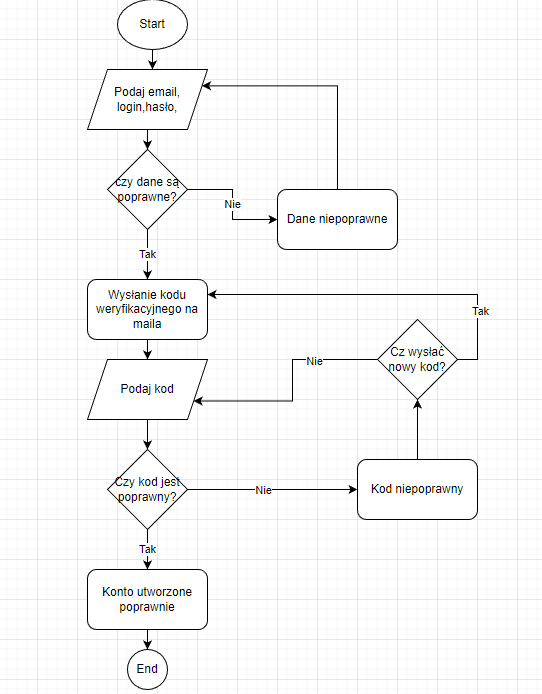 Start
Podaj email,
login,hasło,
czy dane są
poprawne?
Nie
Dane niepoprawne
Tak
Wysłanie kodu
weryfikacyjnego na
maila
Tak
Cz wysłać
nowy kod?
Nie
Podaj kod
Czy kod jest
poprawny?
Nie
Kod niepoprawny
Tak
Konto utworzone
poprawnie
End